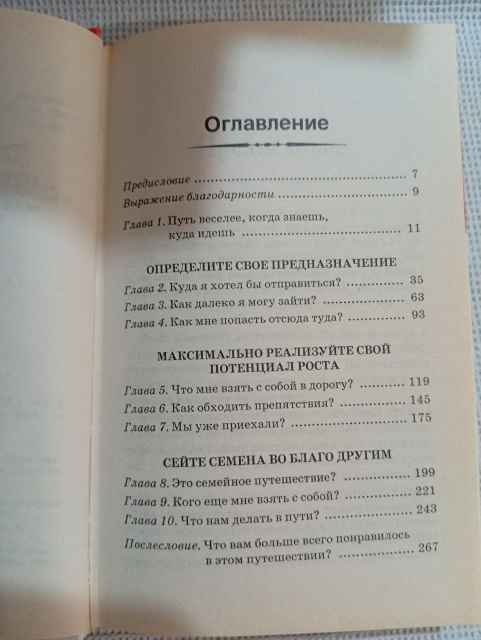 Оглавление
Предисловие ........................................ 7
Выражение благодарности ........................ 9
Глава 1. Путь веселее, когда знаешь,
куда идешь .............................. 11
ОПРЕДЕЛИТЕ СВОЕ ПРЕДНАЗНАЧЕНИЕ
Глава 2. Куда я хотел бы отправиться? ......... 35
Глава 3. Как далеко я могу зайти? .............. 63
Глава 4. Как мне попасть отсюда туда? ......... 93
МАКСИМАЛЬНО РЕАЛИЗУЙТЕ СВОЙ
ПОТЕНЦИАЛ РОСТА
Глава 5. Что мне взять с собой в дорогу? ........... 119
Глава 6. Как обходить препятствия? ................ 145
Глава 7. Мы уже приехали? ........................... 175
СЕЙТЕ СЕМЕНА ВО БЛАГО ДРУГИМ
Глава 8. Это семейное путешествие? ................ 199
Глава 9. Кого еще мне взять с собой? .............. 221
Глава 10. Что нам делать в пути? ................... 243
Послесловие. Что вам больше всего понравилось
в этом путешествии? .................. 267